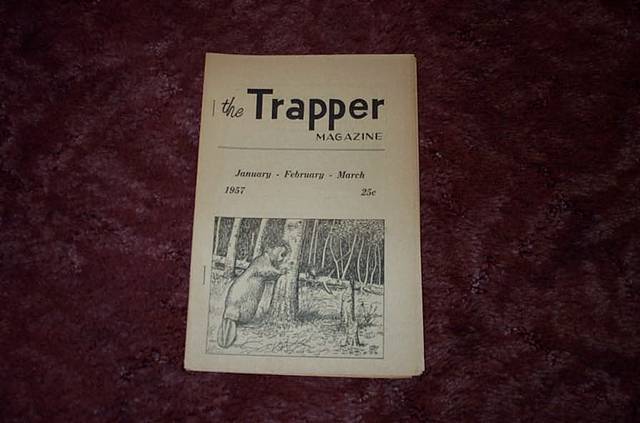 the Trapper
MAGAZINE
January - February - March
1957 25c